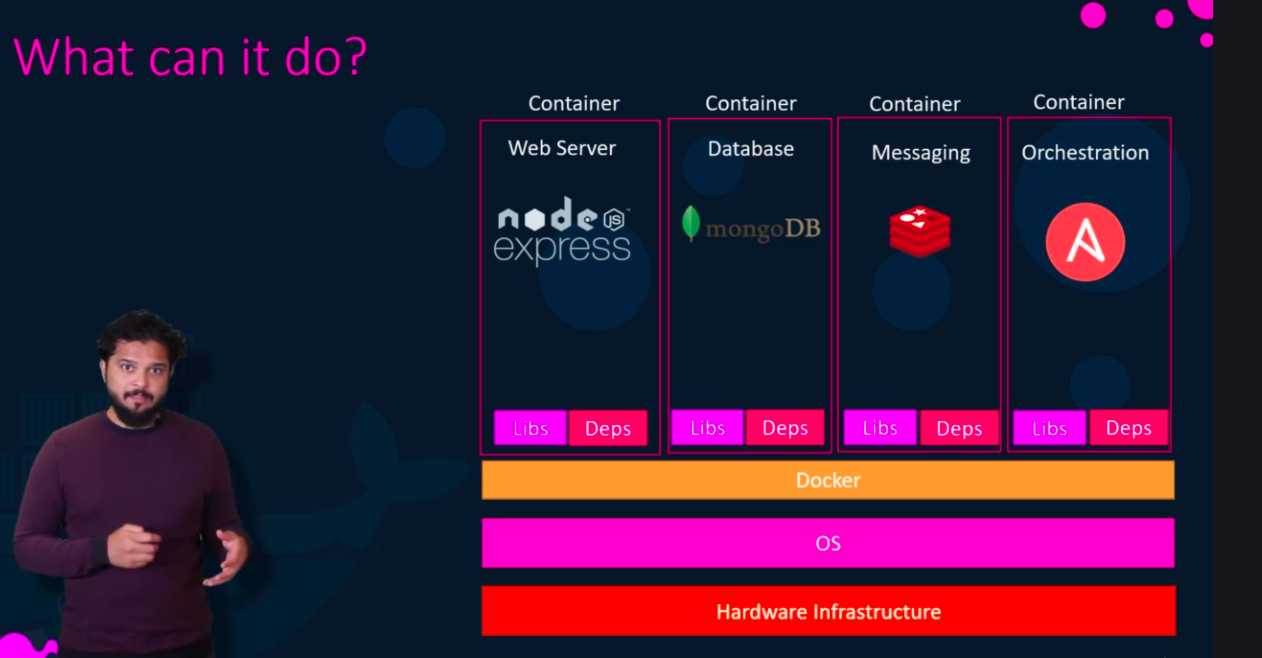 What can it do?
Container
Container
Container
Container
Web Server
Database
Messaging
Orchestration
node JS ™
express
mongoDB
A
Libs
Deps
Libs
Deps
Libs
Deps
Libs
Deps
Docker
OS
Hardware Infrastructure